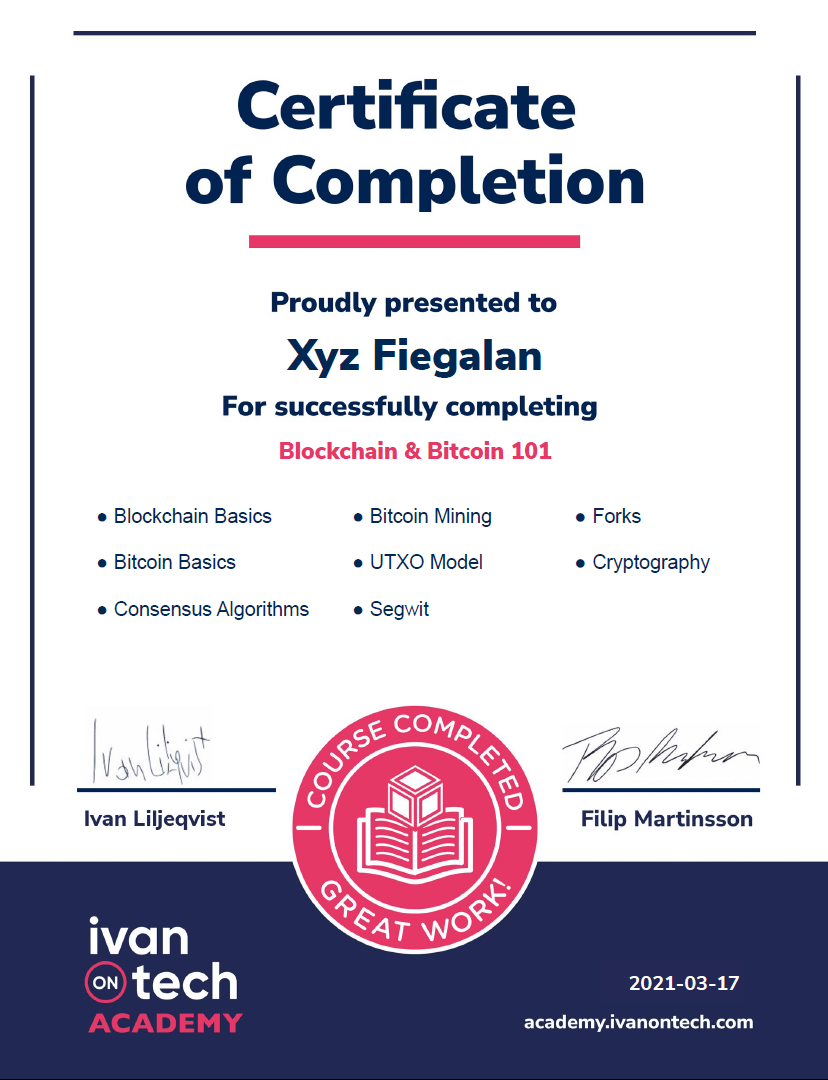 Certificate
of Completion
Proudly presented to
Xyz Fiegalan
For successfully completing
Blockchain & Bitcoin 101
• Blockchain Basics
• Bitcoin Basics
• Consensus Algorithms
• Bitcoin Mining
• UTXO Model
• Segwit
• Forks
• Cryptography
Ivan Liljeqvist
Ivan Liljeqvist
Filip Martinsson
COURSE COMPLETED
GREAT WORK!
ivan
ON tech
ACADEMY
2021-03-17
academy.ivanontech.com